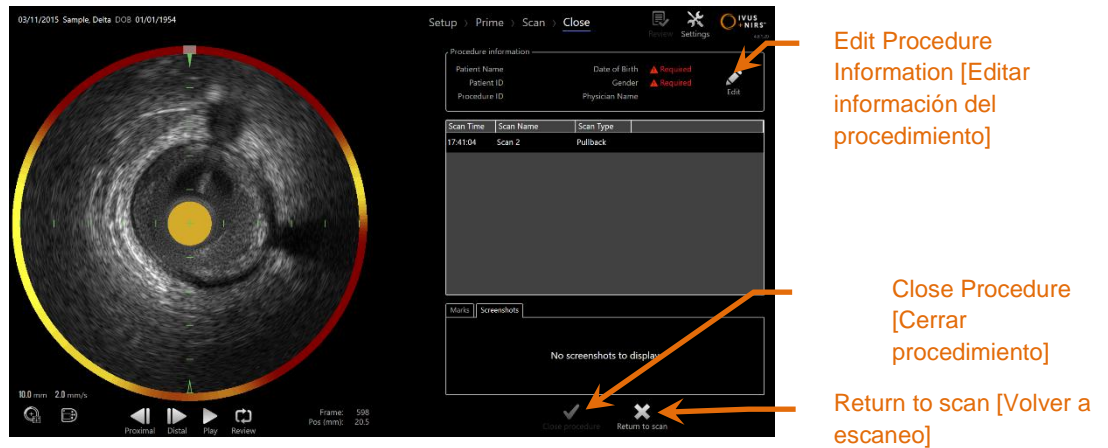 03/11/2015 Sample, Delta DOB 01/01/1954
Setup > Prime > Scan > Close
Review Settings
IVUS
+NIRS
Procedure information
Patient Name Date of Birth Required
Patient ID Gender Required
Procedure ID Physician Name
Edit
Scan Time Scan Name Scan Type
17:41:04 Scan 2 Pullback
Marks Screenshots
No screenshots to display
10.0 mm 2.0 mm/s
Proximal Distal Play Review
Frame: 598
Pos (mm): 20.5
Close procedure Return to scan
Edit Procedure
Information [Editar
información del
procedimiento]
Close Procedure
[Cerrar
procedimiento]
Return to scan [Volver a
escaneo]